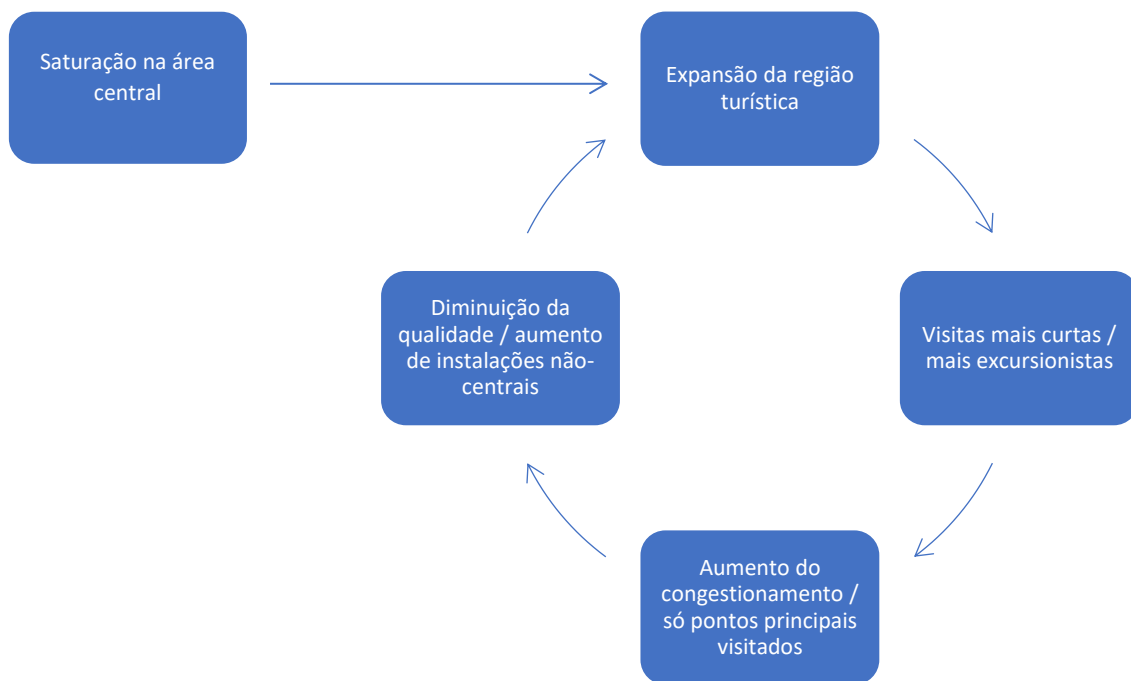 Saturação na área
central
Expansão da região
turística
Diminuição da
qualidade / aumento
de instalações não-
centrais
Visitas mais curtas /
mais excursionistas
Aumento do
congestionamento /
só pontos principais
visitados